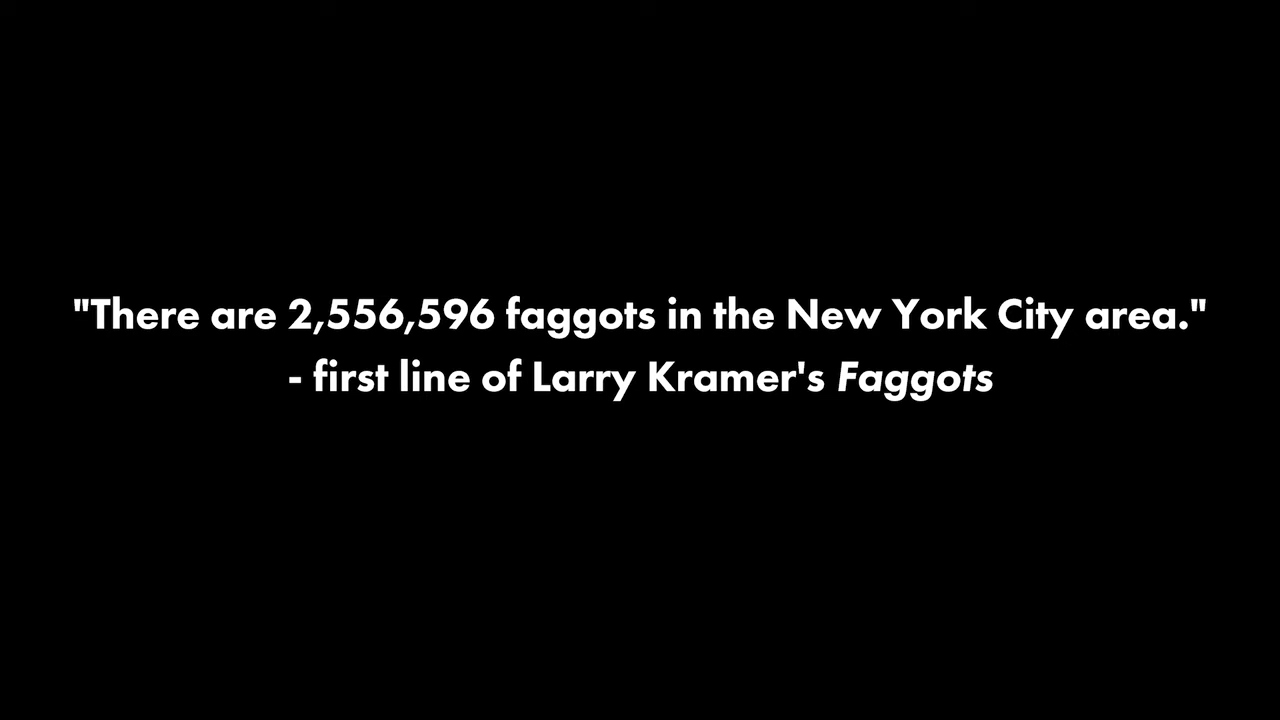 "There are 2,556,596 faggots in the New York City area."
- first line of Larry Kramer's Faggots